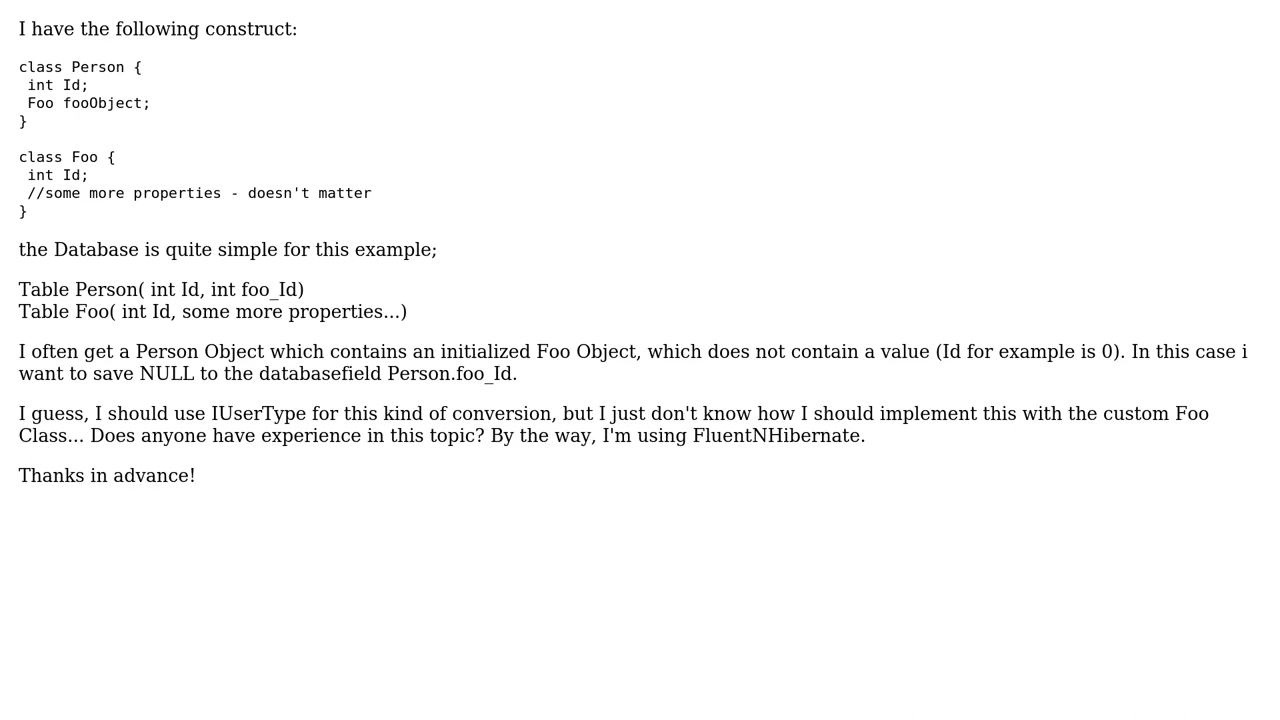 I have the following construct:
class Person {
 int Id;
 Foo fooObject;
}
class Foo {
 int Id;
 //some more properties - doesn't matter
}
the Database is quite simple for this example;
Table Person( int Id, int foo_Id)
Table Foo( int Id, some more properties...)
I often get a Person Object which contains an initialized Foo Object, which does not contain a value (Id for example is 0). In this case i
want to save NULL to the databasefield Person.foo_Id.
I guess, I should use IUserType for this kind of conversion, but I just don't know how I should implement this with the custom Foo
Class... Does anyone have experience in this topic? By the way, I'm using FluentNHibernate.
Thanks in advance!